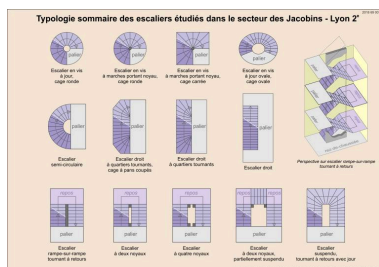 Typologie sommaire des escaliers étudiés dans le secteur des Jacobins - Lyon 2°
palier
palier
palier
palier
Escalier en vis
à jour,
cage ronde
Escalier en vis
à marches portant noyau,
cage ronde
Escalier en vis
à marches portant noyau,
cage carrée
Escalier en vis
à jour ovale,
cage ovale
palier
palier
palier
palier
Escalier
semi-circulaire
Escalier droit
à quartiers tournants,
cage à pans coupés
Escalier droit
à quartiers tournants
Escalier droit
Perspective sur escalier rampe-sur-rampe
tournant à retours
repos
repos
repos
repos
palier
palier
palier
palier
palier
Escalier
rampe-sur-rampe
tournant à retours
Escalier
à deux noyaux
Escalier
à quatre noyaux
Escalier
à deux noyaux,
partiellement suspendu
Escalier
suspendu,
tournant à retours avec jour